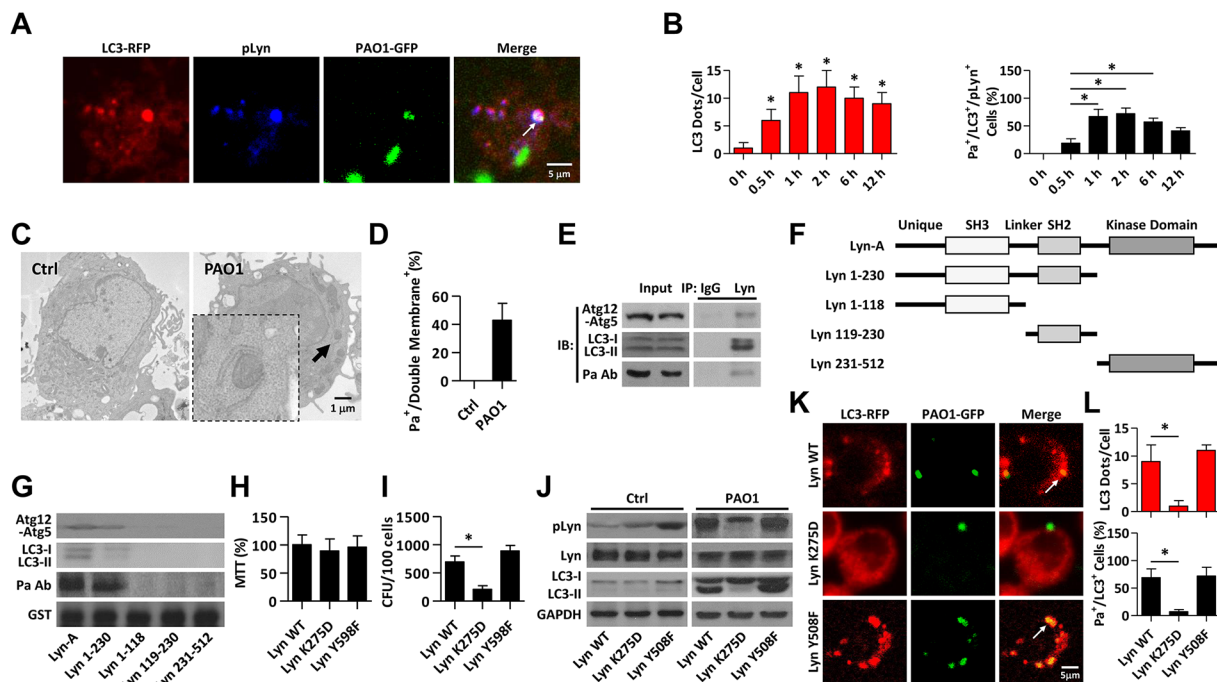 A
LC3-RFP pLyn PAO1-GFP Merge
5 μm
B
LC3 Dots/Cell
15
10
5
0
* * * * *
0 h 0.5 h 1 h 2 h 6 h 12 h
Pa+/LC3+/pLyn+
Cells (%)
150
100
50
0
*
*
*
0 h 0.5 h 1 h 2 h 6 h 12 h
C
Ctrl PAO1
1 μm
D
Pa+/Double Membrane+(%)
60
40
20
0
Ctrl PAO1
E
Input IP: IgG Lyn
Atg12
-Atg5
IB:
LC3-I
LC3-II
Pa Ab
F
Unique SH3 Linker SH2 Kinase Domain
Lyn-A
Lyn 1-230
Lyn 1-118
Lyn 119-230
Lyn 231-512
G
Atg12
-Atg5
LC3-I
LC3-II
Pa Ab
GST
Lyn-A Lyn 1-230 Lyn 1-118 Lyn 119-230 Lyn 231-512
H
MTT (%)
150
100
50
0
Lyn WT Lyn K275D Lyn Y598F
I
CFU/100 cells
1500
1000
500
0
*
Lyn WT Lyn K275D Lyn Y598F
J
Ctrl PAO1
pLyn
Lyn
LC3-I
LC3-II
GAPDH
Lyn WT Lyn K275D Lyn Y508F Lyn WT Lyn K275D Lyn Y508F
K
LC3-RFP PAO1-GFP Merge
Lyn WT
Lyn K275D
Lyn Y508F
5μm
L
LC3 Dots/Cell
15
10
5
0
*
Pa+/LC3+ Cells (%)
150
100
50
0
*
Lyn WT Lyn K275D Lyn Y508F